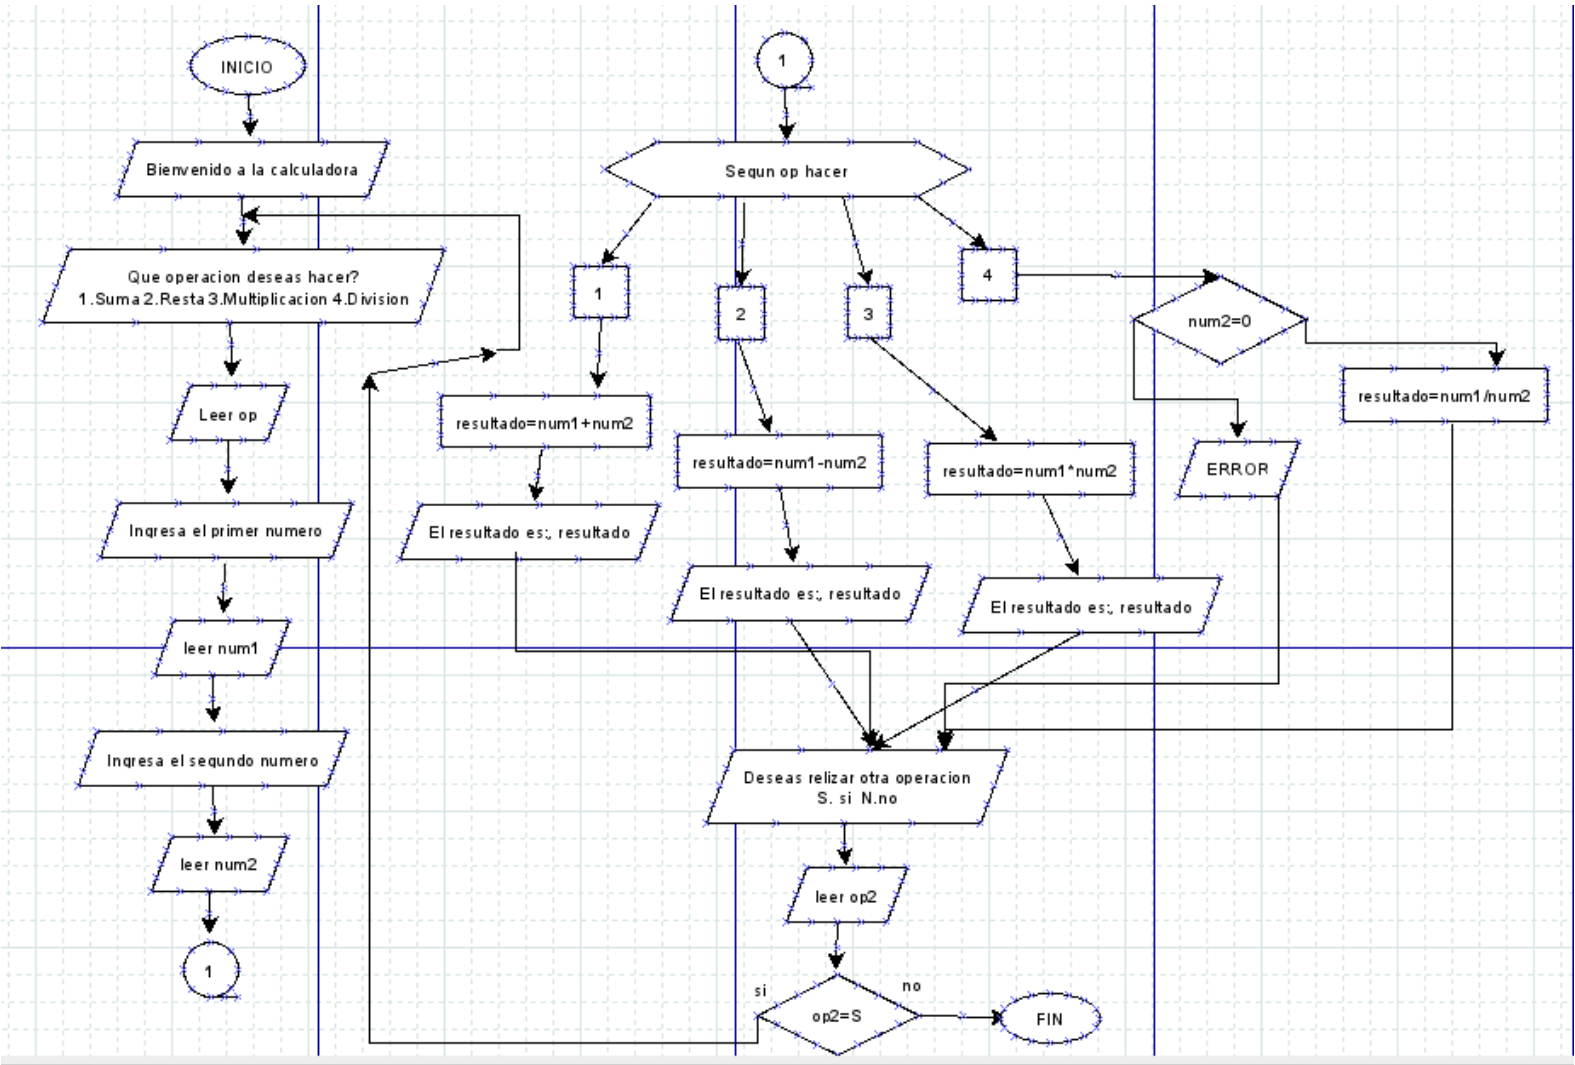 INICIO
Bienvenido a la calculadora
Que operacion deseas hacer?
1.Suma 2.Resta 3.Multiplicacion 4.Division
Leer op
Ingresa el primer numero
leer num1
Ingresa el segundo numero
leer num2
1
1
Segun op hacer
1
2
3
4
num2=0
resultado=num1+num2
resultado=num1-num2
resultado=num1*num2
ERROR
resultado=num1/num2
El resultado es:, resultado
El resultado es:, resultado
El resultado es:, resultado
Deseas relizar otra operacion
S. si N.no
leer op2
si
no
op2=S
FIN